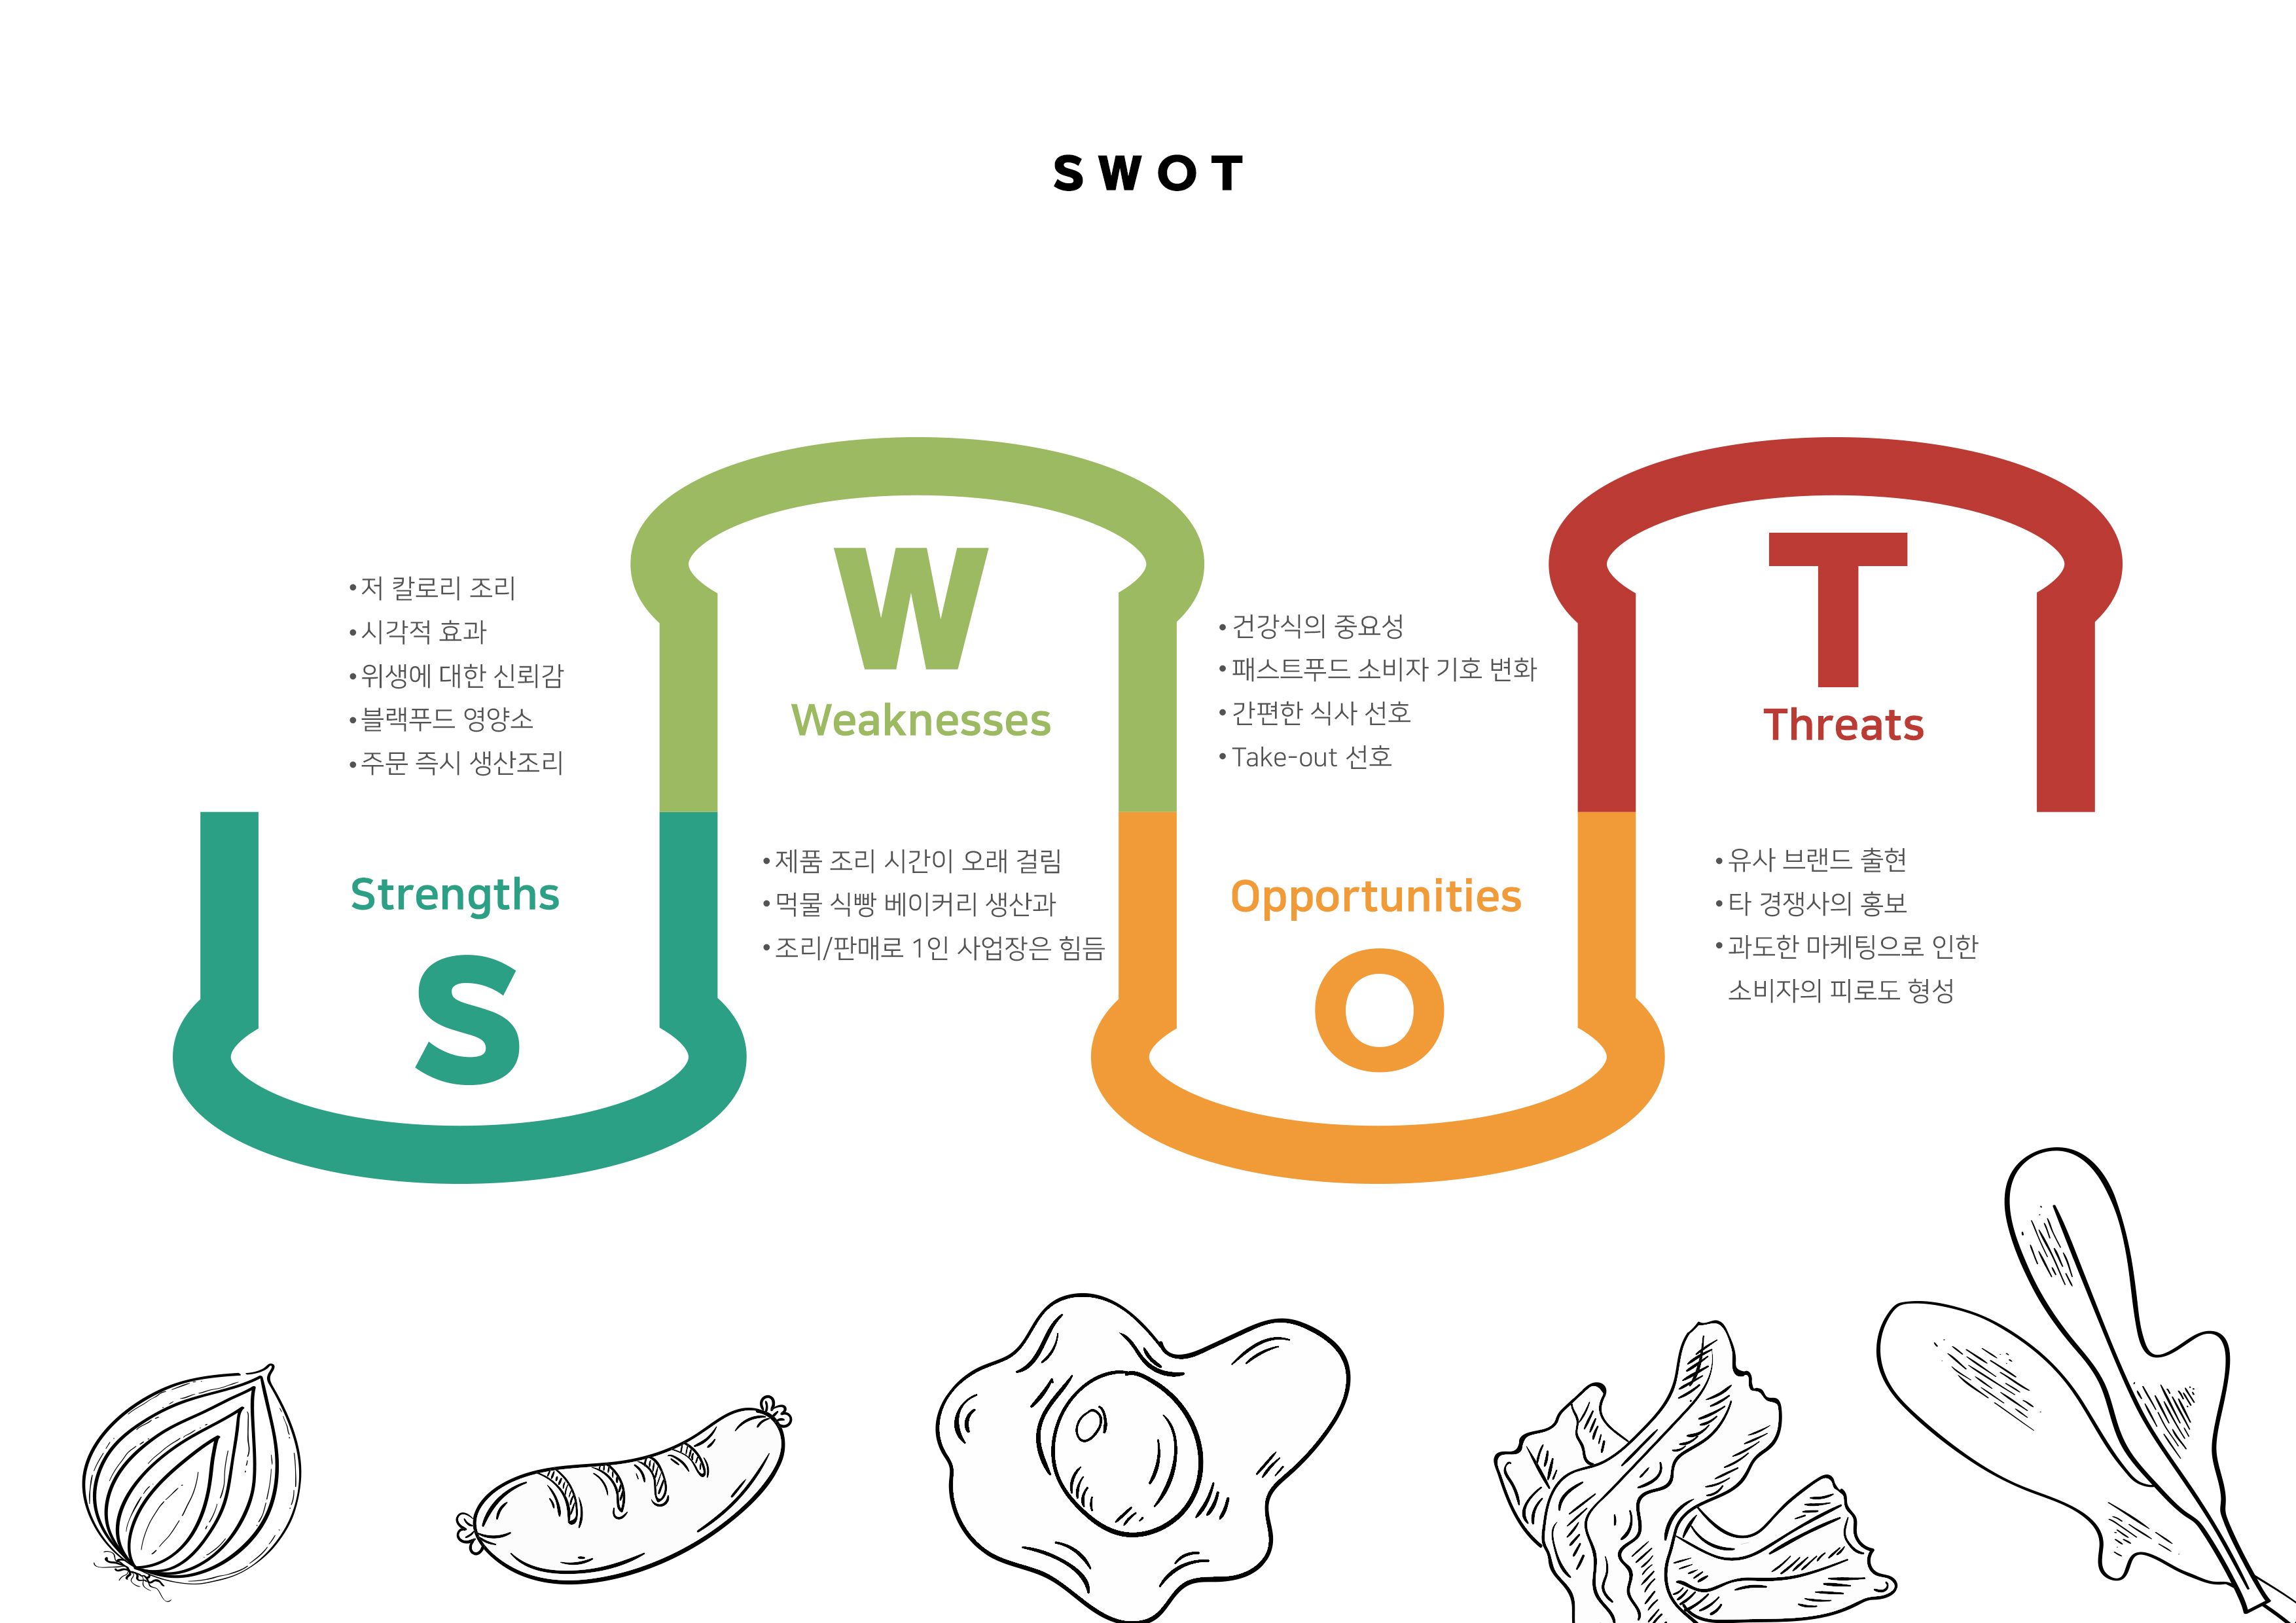 SWOT
• 저 칼로리 조리
• 시각적 효과
• 위생에 대한 신뢰감
• 블랙푸드 영양소
• 주문 즉시 생산조리
Strengths
S
W
Weaknesses
• 제품 조리 시간이 오래 걸림
• 먹물 식빵 베이커리 생산과
• 조리/판매로 1인 사업장은 힘듬
• 건강식의 중요성
• 패스트푸드 소비자 기호 변화
• 간편한 식사 선호
• Take-out 선호
Opportunities
O
T
Threats
• 유사 브랜드 출현
• 타 경쟁사의 홍보
• 과도한 마케팅으로 인한
소비자의 피로도 형성